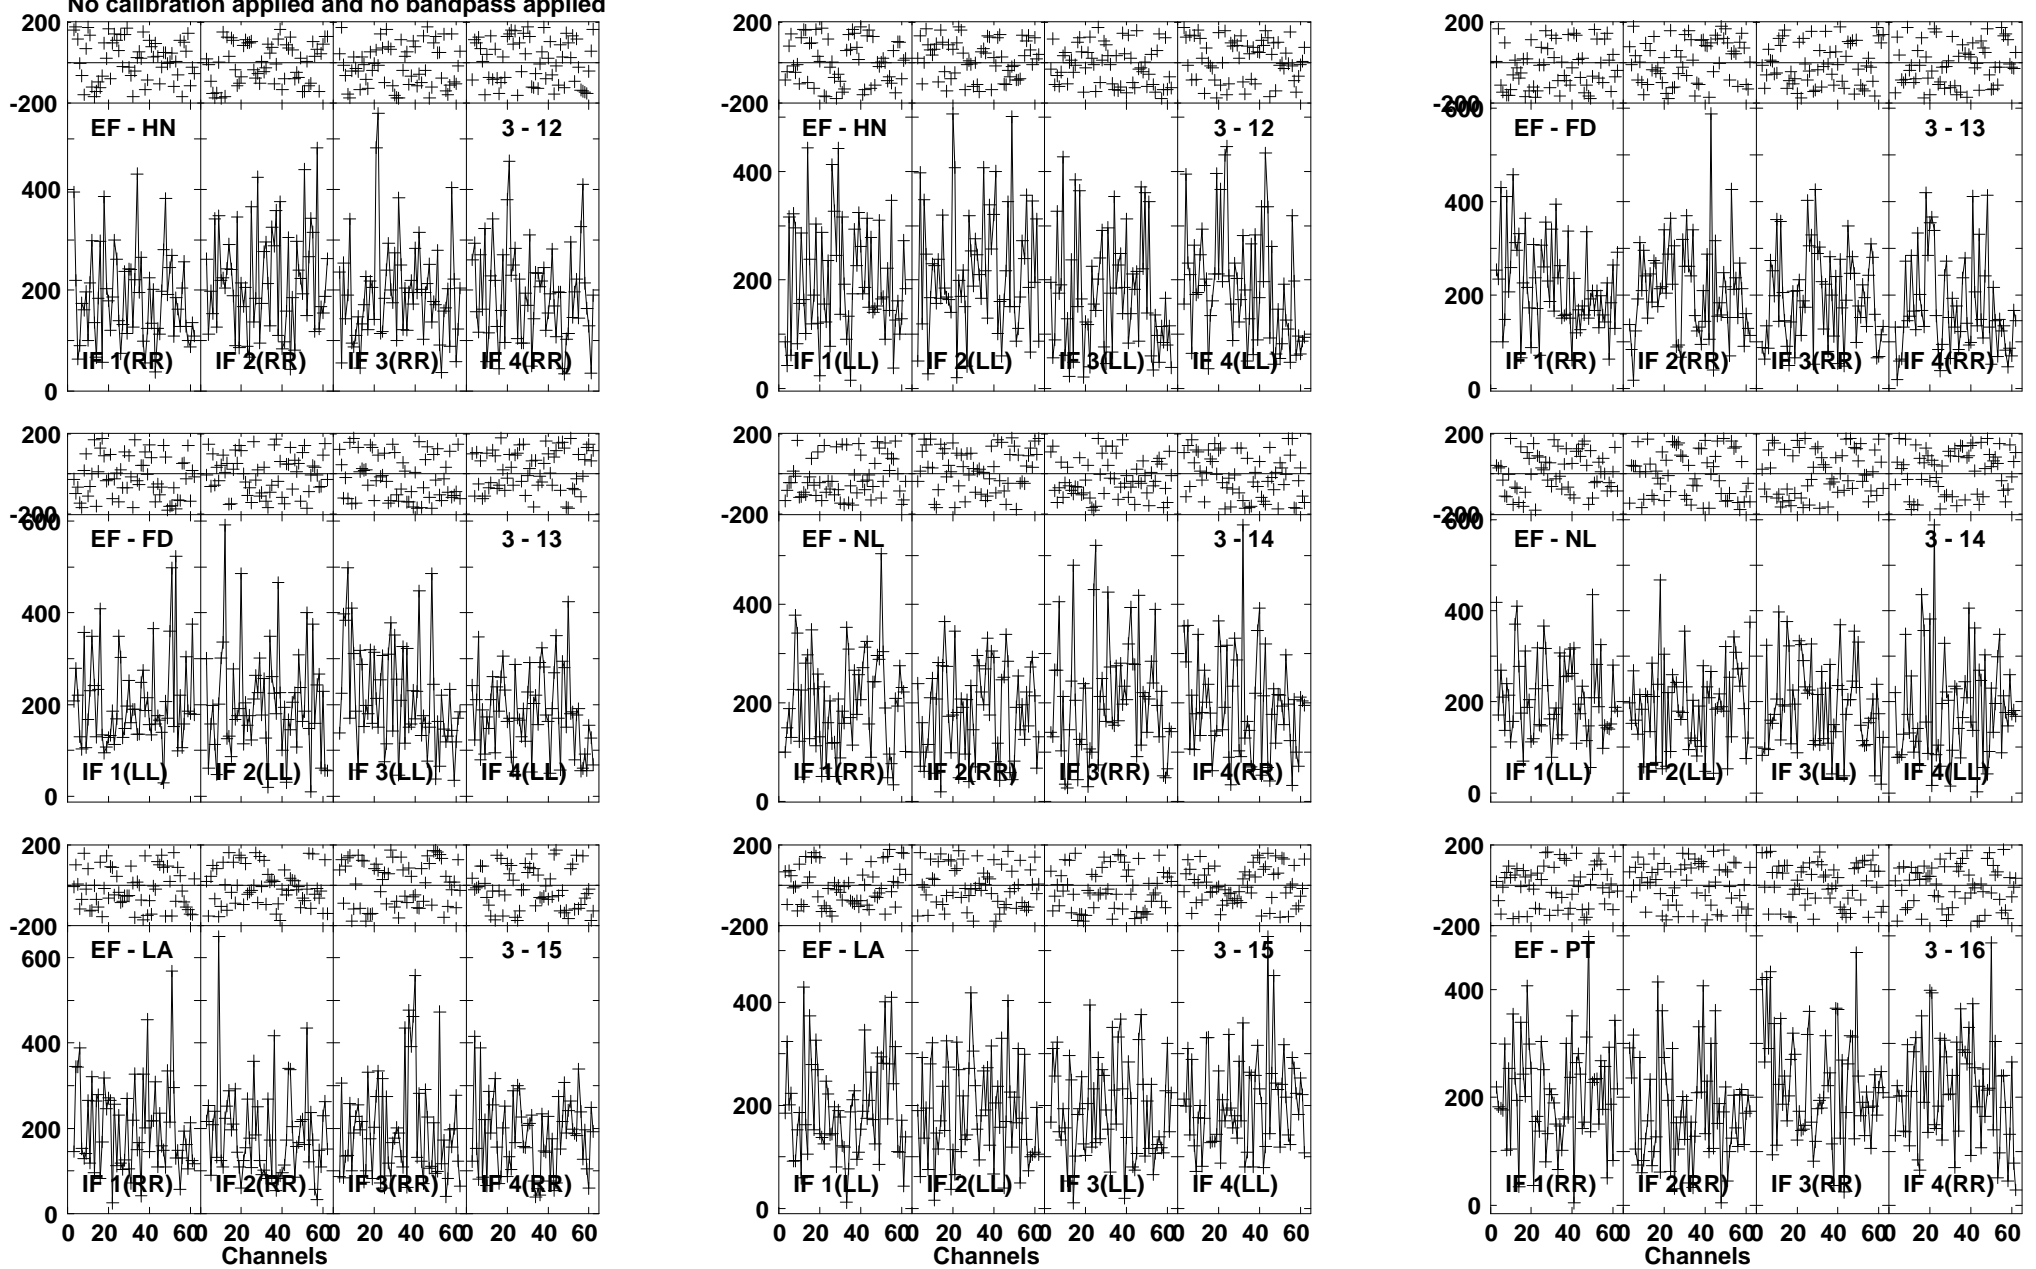 No calibration applied and no bandpass applied
200
-200
EF - HN
3 - 12
400
200
0
IF 1(RR)
IF 2(RR)
IF 3(RR)
IF 4(RR)
200
-200
EF - HN
3 - 12
400
200
0
IF 1(LL)
IF 2(LL)
IF 3(LL)
IF 4(LL)
200
-200
600
EF - FD
3 - 13
400
200
0
IF 1(RR)
IF 2(RR)
IF 3(RR)
IF 4(RR)
200
-200
600
EF - FD
3 - 13
400
200
0
IF 1(LL)
IF 2(LL)
IF 3(LL)
IF 4(LL)
200
-200
EF - NL
3 - 14
400
200
0
IF 1(RR)
IF 2(RR)
IF 3(RR)
IF 4(RR)
200
-200
600
EF - NL
3 - 14
400
200
0
IF 1(LL)
IF 2(LL)
IF 3(LL)
IF 4(LL)
200
-200
EF - LA
3 - 15
600
400
200
0
IF 1(RR)
IF 2(RR)
IF 3(RR)
IF 4(RR)
0 20 40 60 0 20 40 60 0 20 40 60 0 20 40 60
Channels
200
-200
EF - LA
3 - 15
400
200
0
IF 1(LL)
IF 2(LL)
IF 3(LL)
IF 4(LL)
0 20 40 60 0 20 40 60 0 20 40 60 0 20 40 60
Channels
200
-200
EF - PT
3 - 16
400
200
0
IF 1(RR)
IF 2(RR)
IF 3(RR)
IF 4(RR)
0 20 40 60 0 20 40 60 0 20 40 60 0 20 40 60
Channels